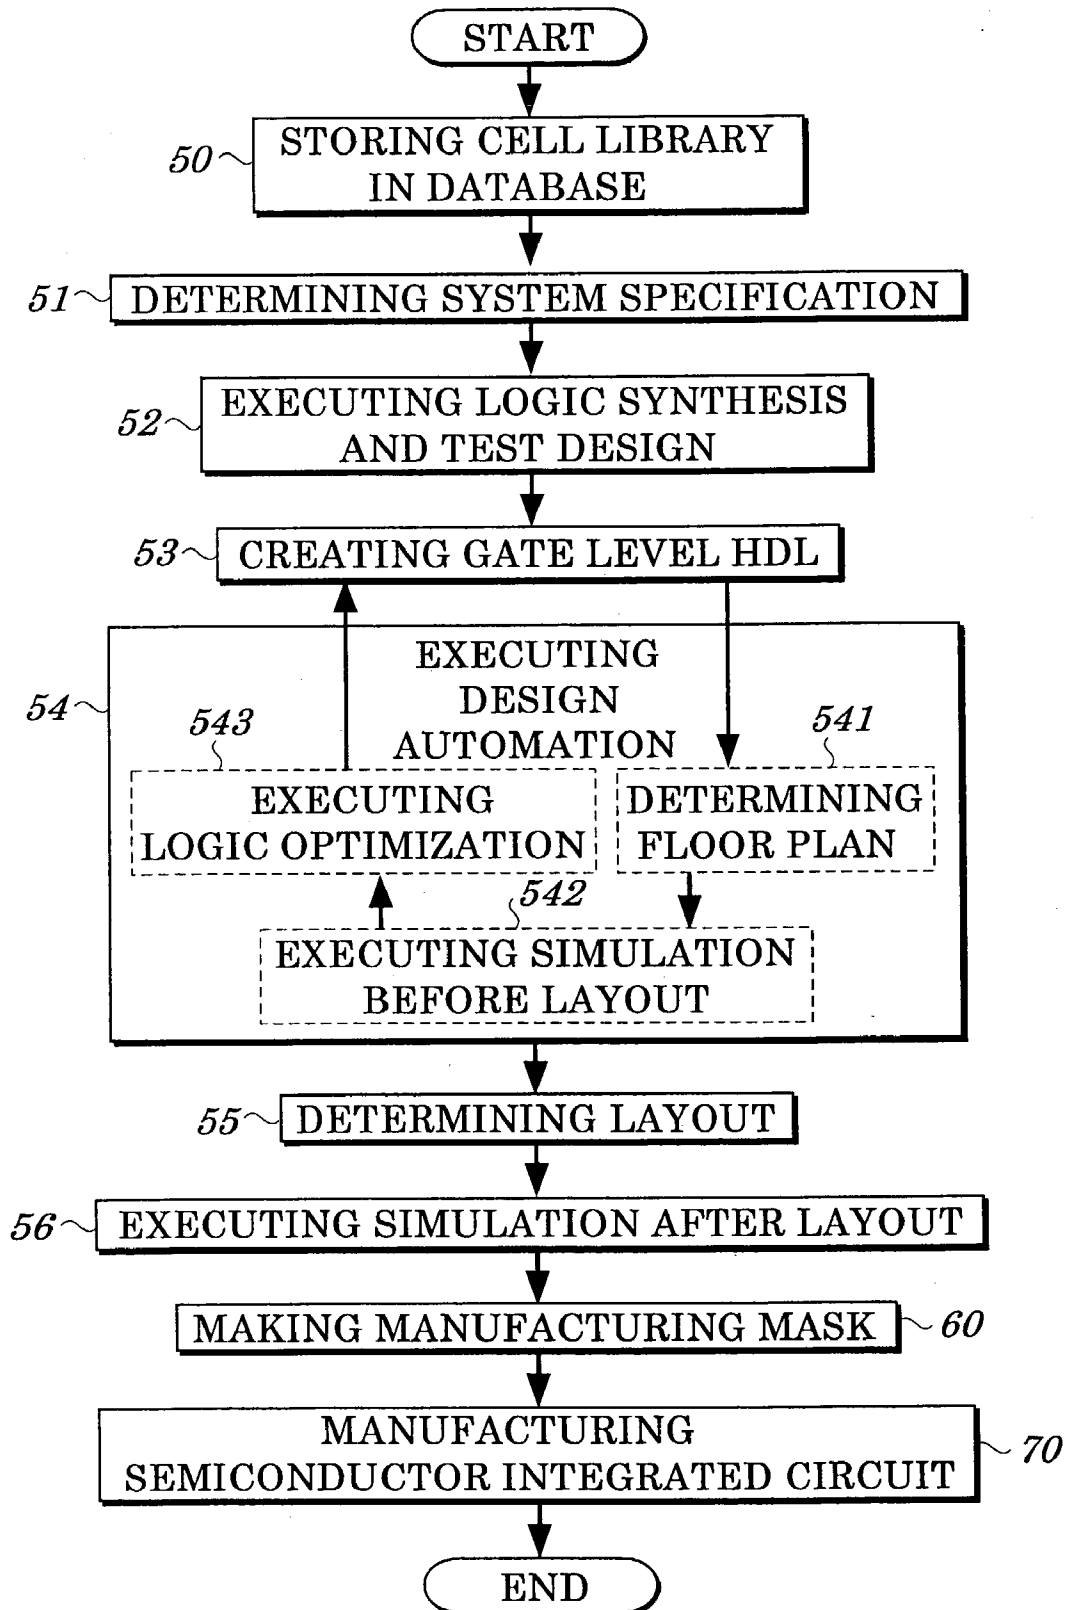 START
50
STORING CELL LIBRARY
IN DATABASE
51
DETERMINING SYSTEM SPECIFICATION
52
EXECUTING LOGIC SYNTHESIS
AND TEST DESIGN
53
CREATING GATE LEVEL HDL
54
EXECUTING
DESIGN
AUTOMATION
543
541
EXECUTING
LOGIC OPTIMIZATION
DETERMINING
FLOOR PLAN
542
EXECUTING SIMULATION
BEFORE LAYOUT
55
DETERMINING LAYOUT
56
EXECUTING SIMULATION AFTER LAYOUT
MAKING MANUFACTURING MASK
60
MANUFACTURING
SEMICONDUCTOR INTEGRATED CIRCUIT
70
END